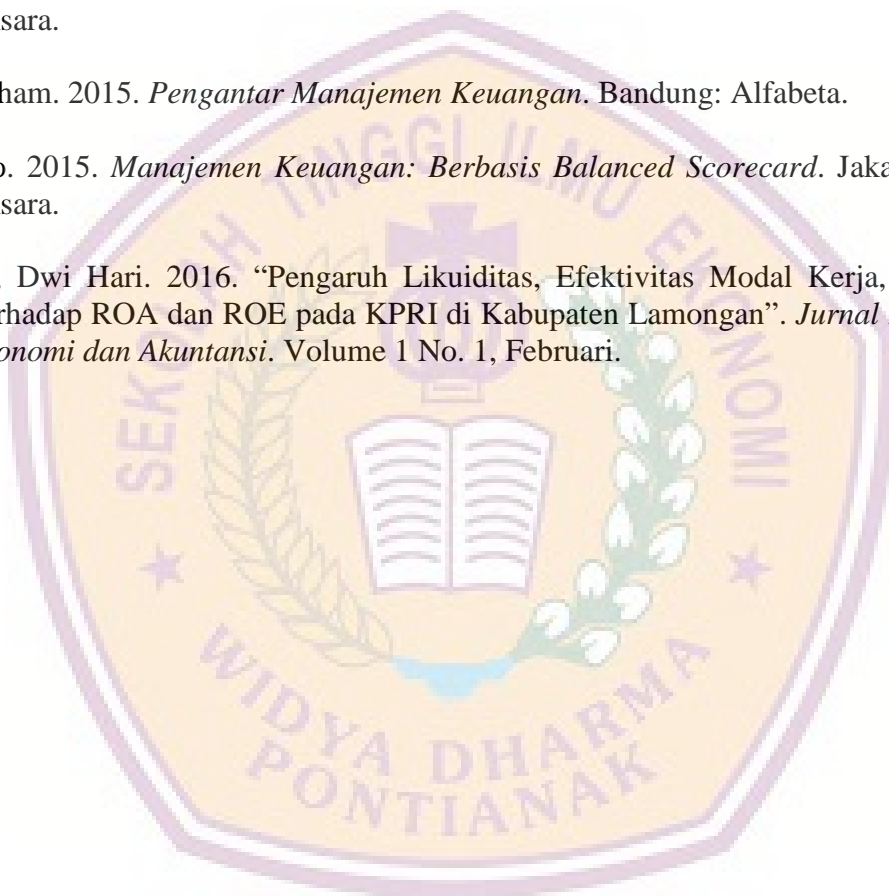 sara.
ham. 2015. Pengantar Manajemen Keuangan. Bandung: Alfabeta.
o. 2015. Manajemen Keuangan: Berbasis Balanced Scorecard. Jaka
sara.
Dwi Hari. 2016. “Pengaruh Likuiditas, Efektivitas Modal Kerja,
rhadap ROA dan ROE pada KPRI di Kabupaten Lamongan”. Jurnal
onomi dan Akuntansi. Volume 1 No. 1, Februari.
SEKOLAH TINGGI ILMU EKONOMI
WIDYA DHARMA
PONTIANAK